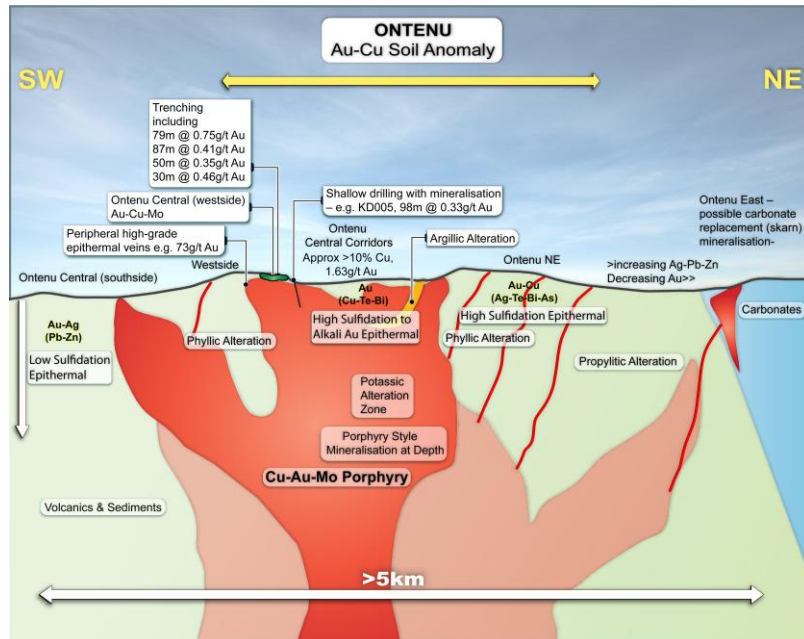 ONTENU
Au-Cu Soil Anomaly
SW
NE
Trenching
including
79m @ 0.75g/t Au
87m @ 0.41g/t Au
50m @ 0.35g/t Au
30m @ 0.46g/t Au
Ontenu Central (westside)
Au-Cu-Mo
Peripheral high-grade
epithermal veins e.g. 73g/t Au
Shallow drilling with mineralisation
– e.g. KD005, 98m @ 0.33g/t Au
Ontenu
Central Corridors
Approx >10% Cu,
1.63g/t Au
Argillic Alteration
Ontenu East –
possible carbonate
replacement (skarn)
mineralisation-
Ontenu Central (southside)
Westside
Ontenu NE
>increasing Ag-Pb-Zn
Decreasing Au>>
Au-Ag
(Pb-Zn)
Low Sulfidation
Epithermal
Phyllic Alteration
Au
(Cu-Te-Bi)
High Sulfidation to
Alkali Au Epithermal
Au-Cu
(Ag-Te-Bi-As)
High Sulfidation Epithermal
Phyllic Alteration
Propylitic Alteration
Carbonates
Potassic
Alteration
Zone
Porphyry Style
Mineralisation at Depth
Cu-Au-Mo Porphyry
Volcanics & Sediments
>5km